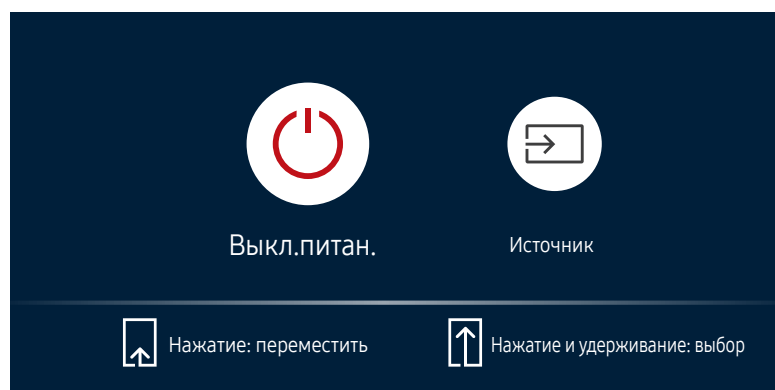 Выкл.питан.
Источник
Нажатие: переместить
Нажатие и удерживание: выбор